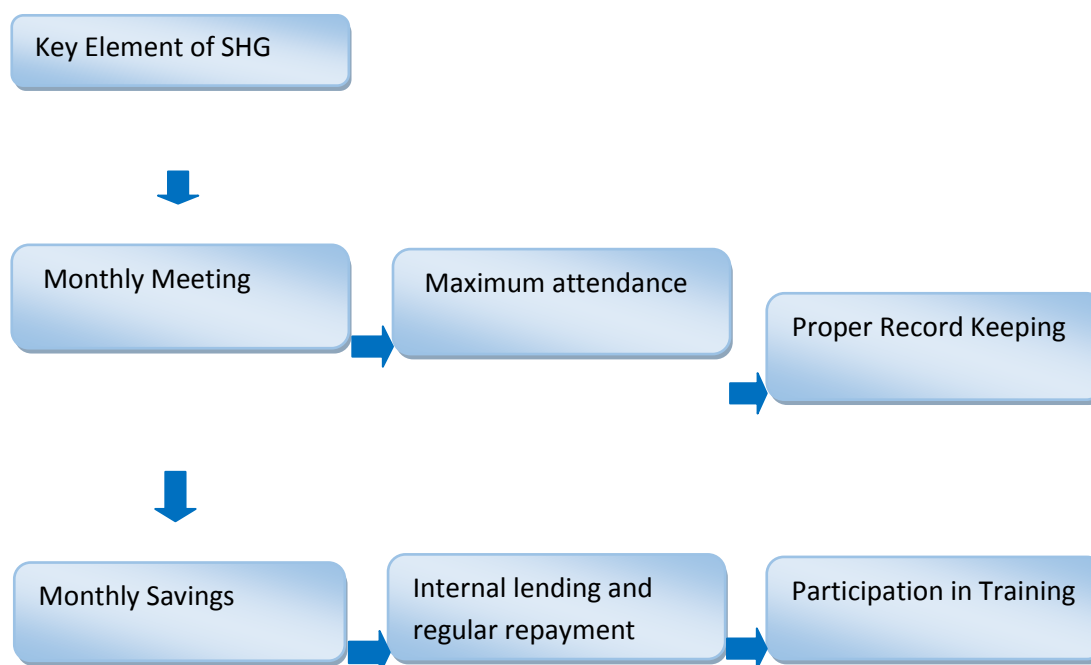 Key Element of SHG
Monthly Meeting
Maximum attendance
Proper Record Keeping
Monthly Savings
Internal lending and
regular repayment
Participation in Training